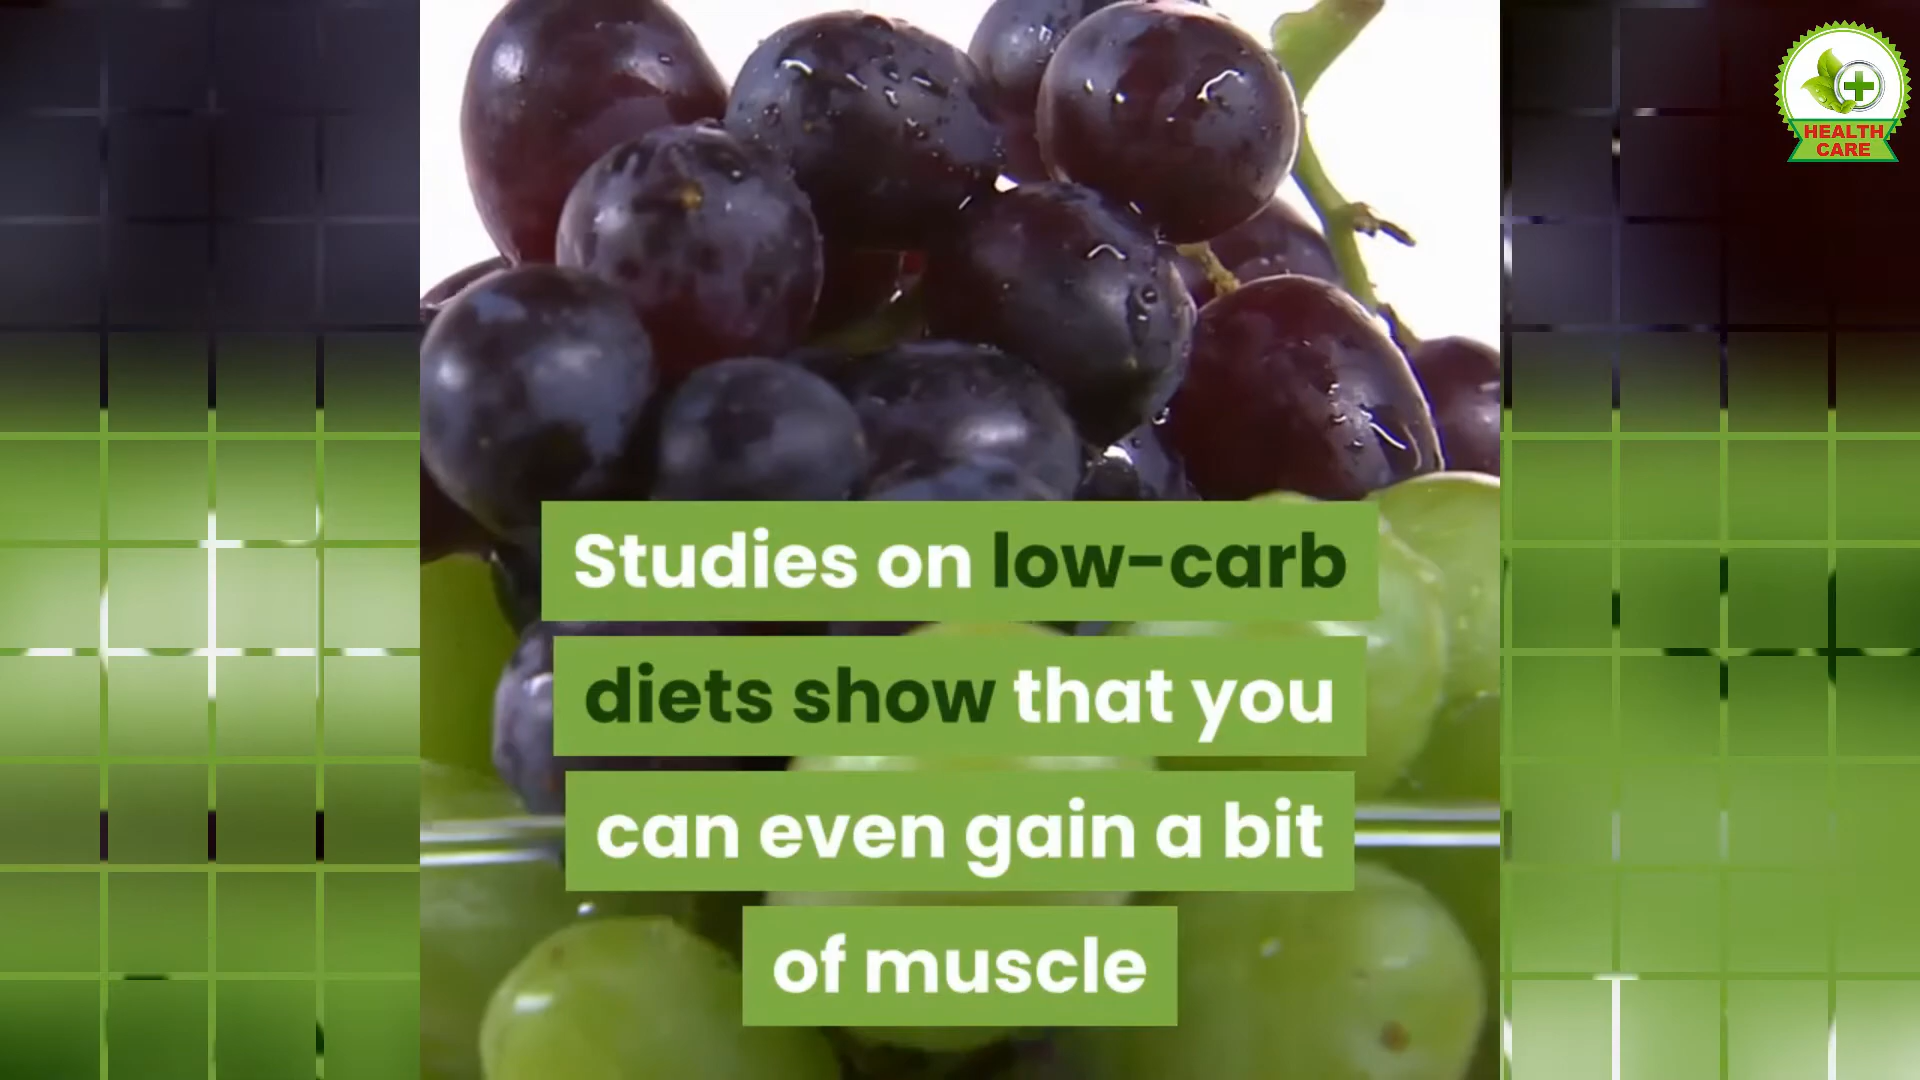 HEALTH
CARE
Studies on low-carb
diets show that you
can even gain a bit
of muscle